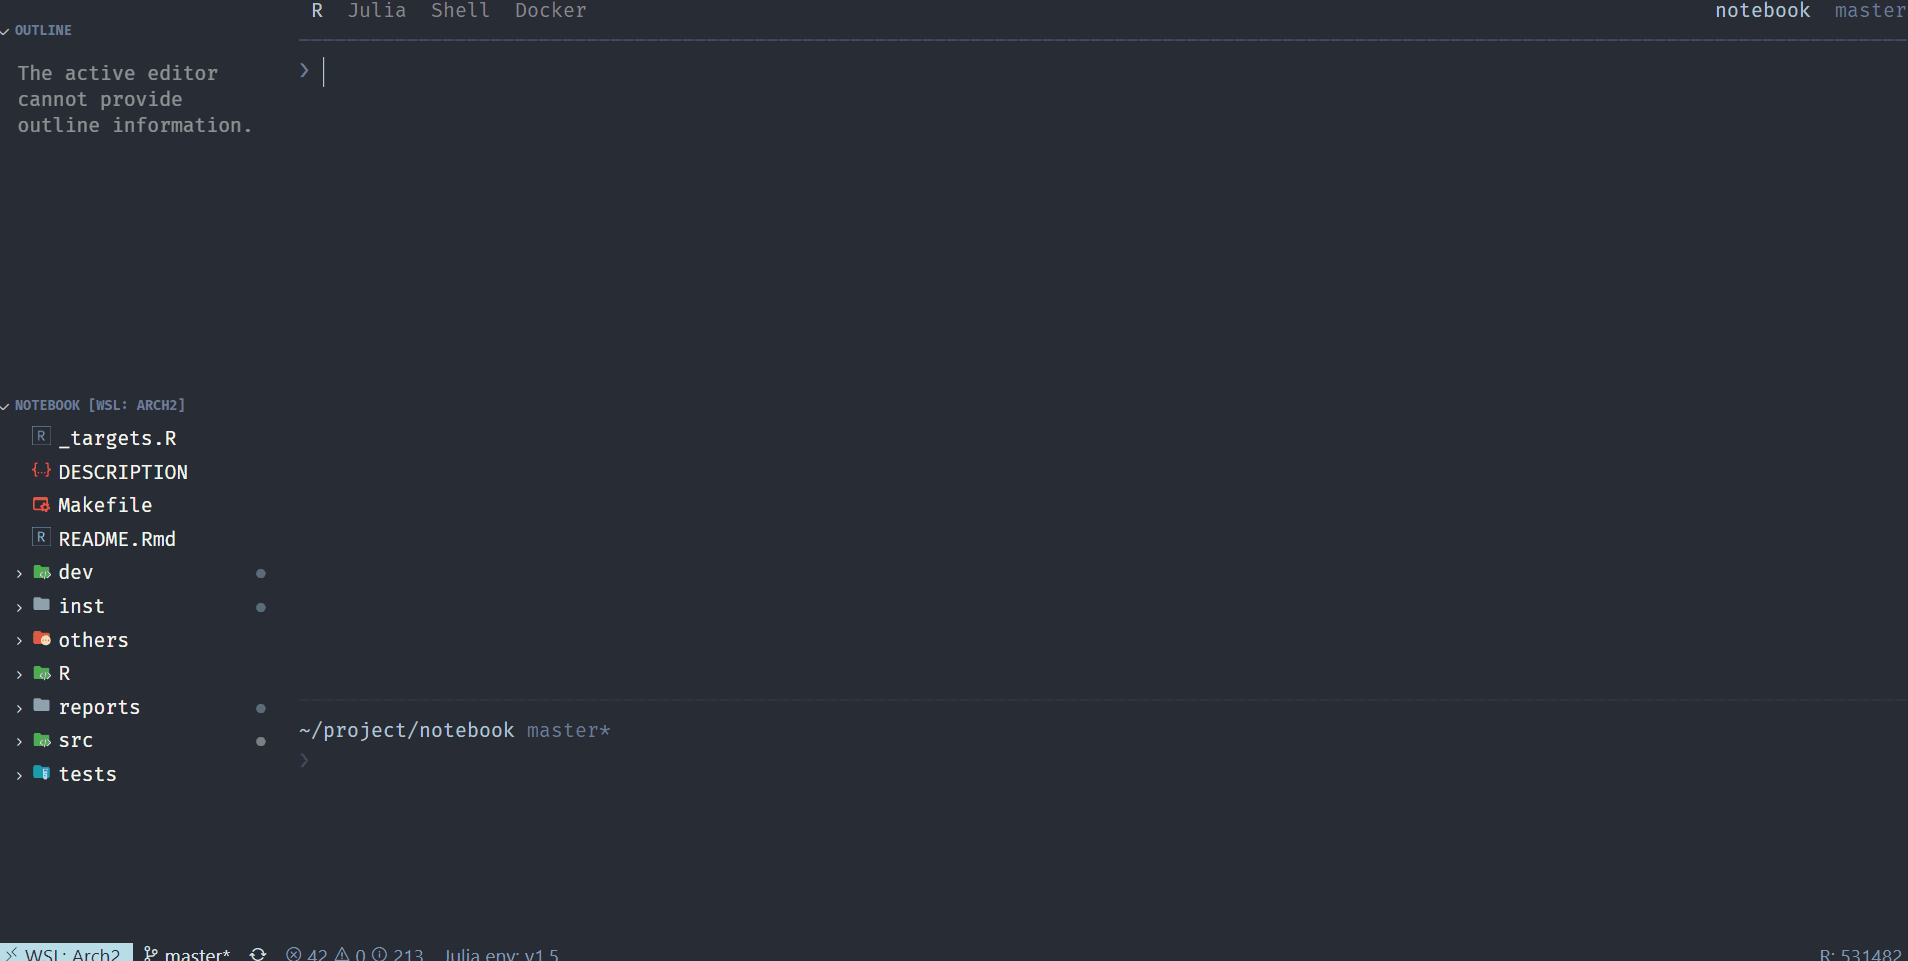 OUTLINE
The active editor
cannot provide
outline information.
NOTEBOOK [WSL: ARCH2]
R _targets.R
{...} DESCRIPTION
Makefile
R README.Rmd
dev
inst
others
R
reports
src
tests
R Julia Shell Docker
notebook master
❯
~/project/notebook master*
❯
WSL: Arch2 master* 42 0 213 Julia env: v1.5
R: 531482